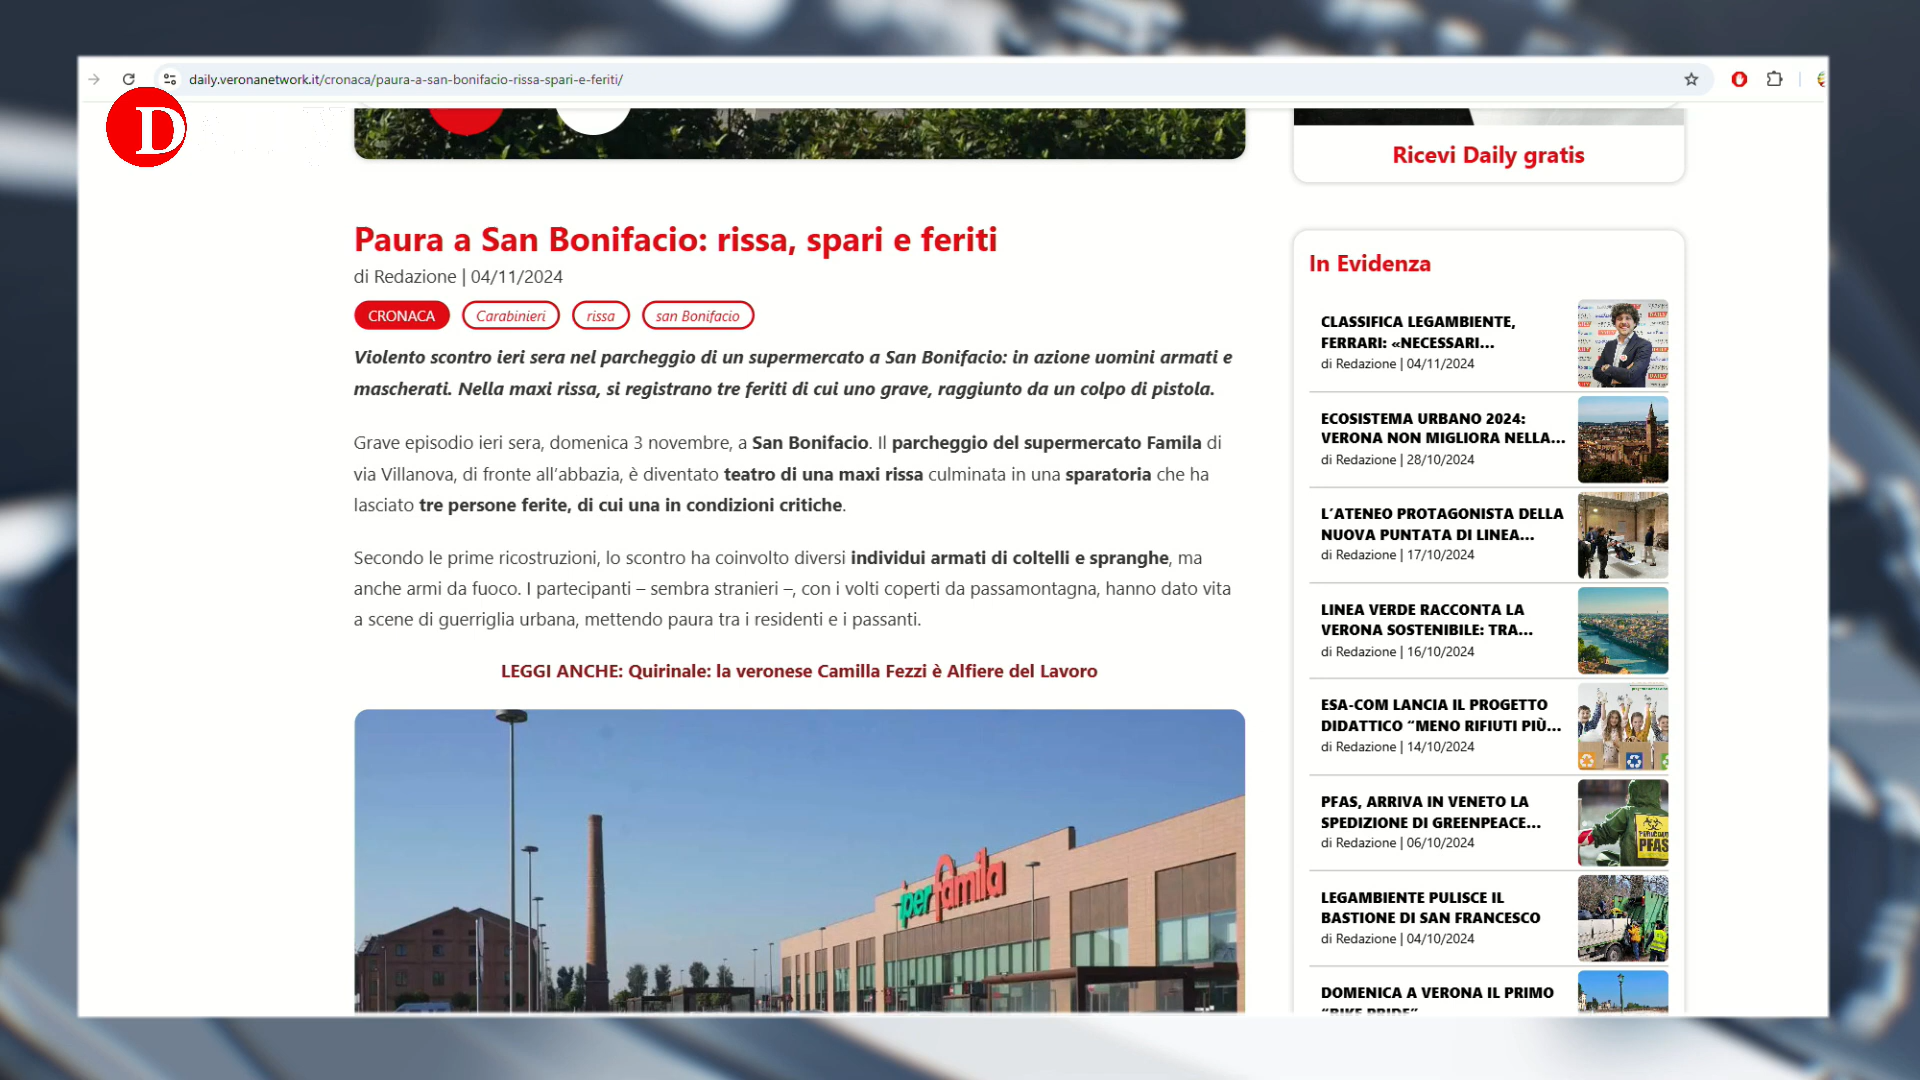 daily.veronanetwork.it/cronaca/paura-a-san-bonifacio-rissa-spari-e-feriti/
D
Ricevi Daily gratis
Paura a San Bonifacio: rissa, spari e feriti
di Redazione | 04/11/2024
CRONACA Carabinieri rissa san Bonifacio
Violento scontro ieri sera nel parcheggio di un supermercato a San Bonifacio: in azione uomini armati e
mascherati. Nella maxi rissa, si registrano tre feriti di cui uno grave, raggiunto da un colpo di pistola.
Grave episodio ieri sera, domenica 3 novembre, a San Bonifacio. Il parcheggio del supermercato Famila di
via Villanova, di fronte all’abbazia, è diventato teatro di una maxi rissa culminata in una sparatoria che ha
lasciato tre persone ferite, di cui una in condizioni critiche.
Secondo le prime ricostruzioni, lo scontro ha coinvolto diversi individui armati di coltelli e spranghe, ma
anche armi da fuoco. I partecipanti – sembra stranieri –, con i volti coperti da passamontagna, hanno dato vita
a scene di guerriglia urbana, mettendo paura tra i residenti e i passanti.
LEGGI ANCHE: Quirinale: la veronese Camilla Fezzi è Alfiere del Lavoro
iperfamila
In Evidenza
CLASSIFICA LEGAMBIENTE,
FERRARI: «NECESSARI...
di Redazione | 04/11/2024
ECOSISTEMA URBANO 2024:
VERONA NON MIGLIORA NELLA...
di Redazione | 28/10/2024
L’ATENEO PROTAGONISTA DELLA
NUOVA PUNTATA DI LINEA...
di Redazione | 17/10/2024
LINEA VERDE RACCONTA LA
VERONA SOSTENIBILE: TRA...
di Redazione | 16/10/2024
ESA-COM LANCIA IL PROGETTO
DIDATTICO “MENO RIFIUTI PIÙ...
di Redazione | 14/10/2024
PFAS, ARRIVA IN VENETO LA
SPEDIZIONE DI GREENPEACE...
di Redazione | 06/10/2024
PFAS
LEGAMBIENTE PULISCE IL
BASTIONE DI SAN FRANCESCO
di Redazione | 04/10/2024
DOMENICA A VERONA IL PRIMO
“BIKE PRIDE”